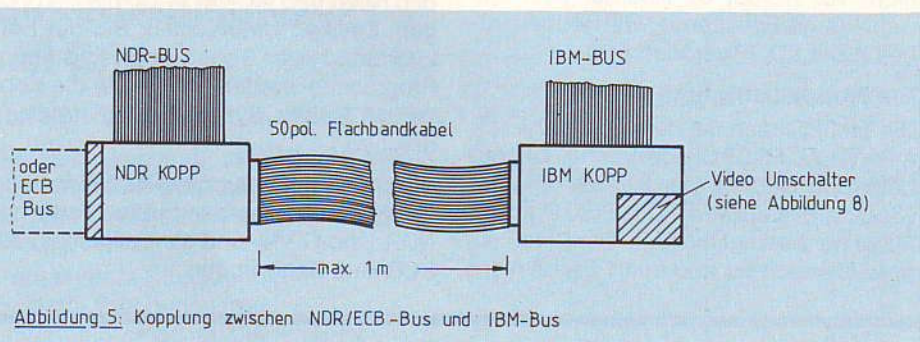 NDR-BUS
IBM-BUS
50pol. Flachbandkabel
oder
ECB
Bus
NDR KOPP
IBM KOPP
Video Umschalter
(siehe Abbildung 8)
max. 1m
Abbildung 5: Kopplung zwischen NDR/ECB-Bus und IBM-Bus